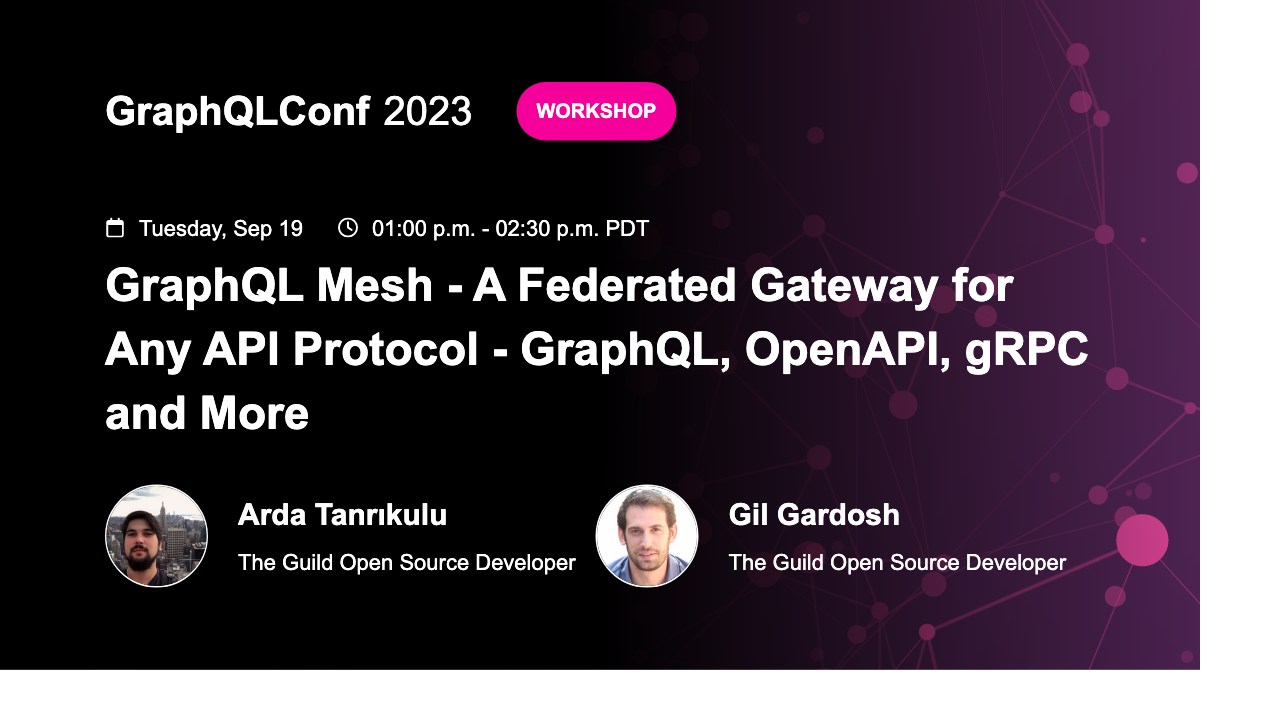 GraphQLConf 2023
WORKSHOP
Tuesday, Sep 19
01:00 p.m. - 02:30 p.m. PDT
GraphQL Mesh - A Federated Gateway for
Any API Protocol - GraphQL, OpenAPI, gRPC
and More
Arda Tanrıkulu
The Guild Open Source Developer
Gil Gardosh
The Guild Open Source Developer